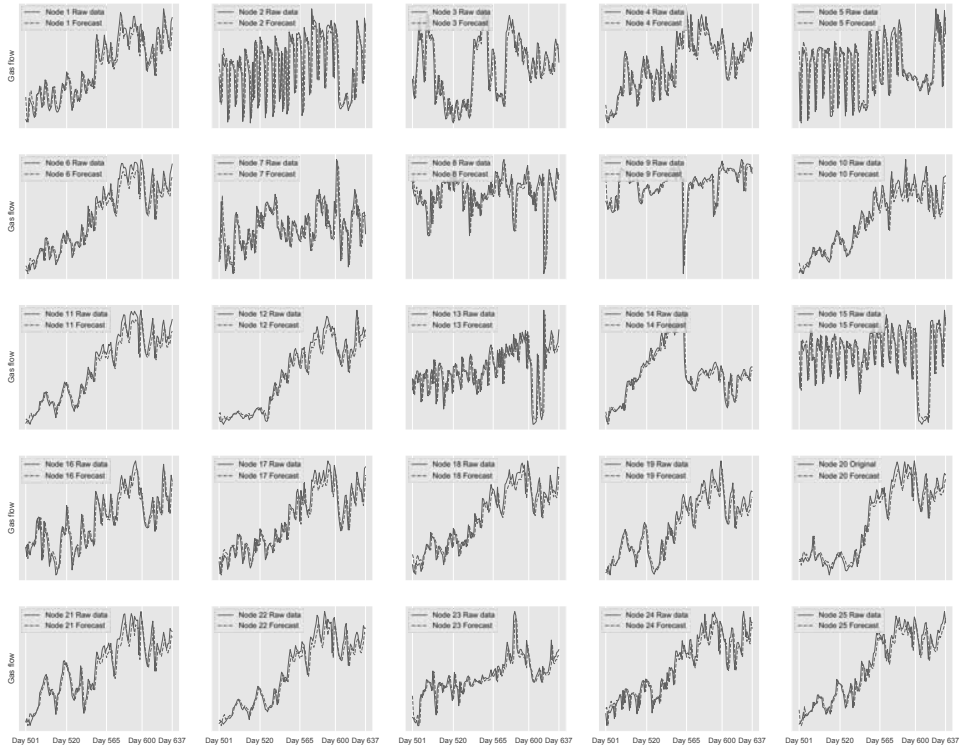 Node 1 Raw data
Node 1 Forecast
Node 2 Raw data
Node 2 Forecast
Node 3 Raw data
Node 3 Forecast
Node 4 Raw data
Node 4 Forecast
Node 5 Raw data
Node 5 Forecast
Gas flow
Node 6 Raw data
Node 6 Forecast
Node 7 Raw data
Node 7 Forecast
Node 8 Raw data
Node 8 Forecast
Node 9 Raw data
Node 9 Forecast
Node 10 Raw data
Node 10 Forecast
Gas flow
Node 11 Raw data
Node 11 Forecast
Node 12 Raw data
Node 12 Forecast
Node 13 Raw data
Node 13 Forecast
Node 14 Raw data
Node 14 Forecast
Node 15 Raw data
Node 15 Forecast
Gas flow
Node 16 Raw data
Node 16 Forecast
Node 17 Raw data
Node 17 Forecast
Node 18 Raw data
Node 18 Forecast
Node 19 Raw data
Node 19 Forecast
Node 20 Original
Node 20 Forecast
Gas flow
Node 21 Raw data
Node 21 Forecast
Node 22 Raw data
Node 22 Forecast
Node 23 Raw data
Node 23 Forecast
Node 24 Raw data
Node 24 Forecast
Node 25 Raw data
Node 25 Forecast
Gas flow
Day 501 Day 520 Day 565 Day 600 Day 637
Day 501 Day 520 Day 565 Day 600 Day 637
Day 501 Day 520 Day 565 Day 600 Day 637
Day 501 Day 520 Day 565 Day 600 Day 637
Day 501 Day 520 Day 565 Day 600 Day 637